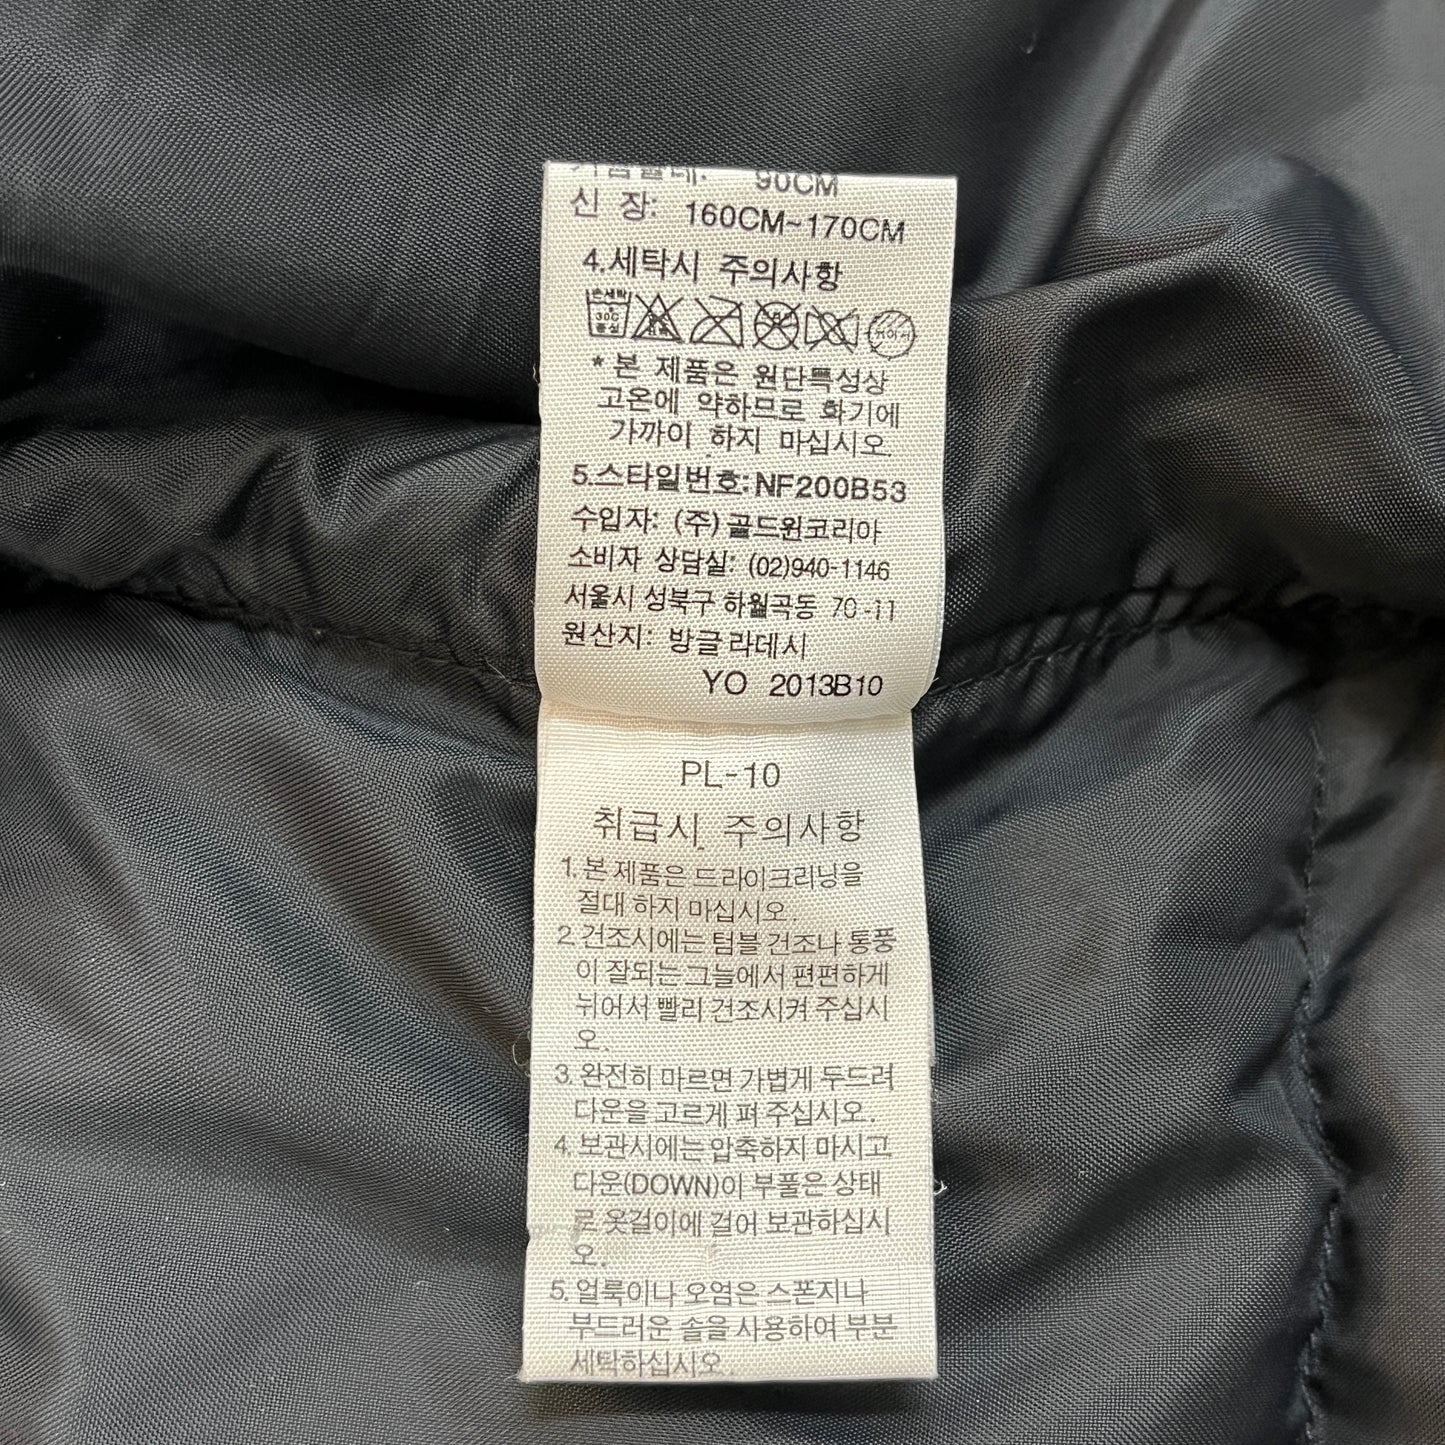 90CM
신 장: 160CM~170CM
4.세탁시 주의사항
손세탁
30℃
중성
* 본 제품은 원단특성상
고온에 약하므로 화기에
가까이 하지 마십시오.
5.스타일번호:NF200B53
수입자: (주)골드윈코리아
소비자 상담실: (02)940-1146
서울시 성북구 하월곡동 70-11
원산지: 방글라데시
YO 2013B10
PL-10
취급시 주의사항
1. 본 제품은 드라이크리닝을
절대 하지 마십시오.
2. 건조시에는 텀블 건조나 통풍
이 잘되는 그늘에서 편편하게
뉘어서 빨리 건조시켜 주십시
오.
3. 완전히 마르면 가볍게 두드려
다운을 고르게 펴 주십시오.
4. 보관시에는 압축하지 마시고
다운(DOWN)이 부풀은 상태
로 옷걸이에 걸어 보관하십시
오.
5. 얼룩이나 오염은 스폰지나
부드러운 솔을 사용하여 부분
세탁하십시오.